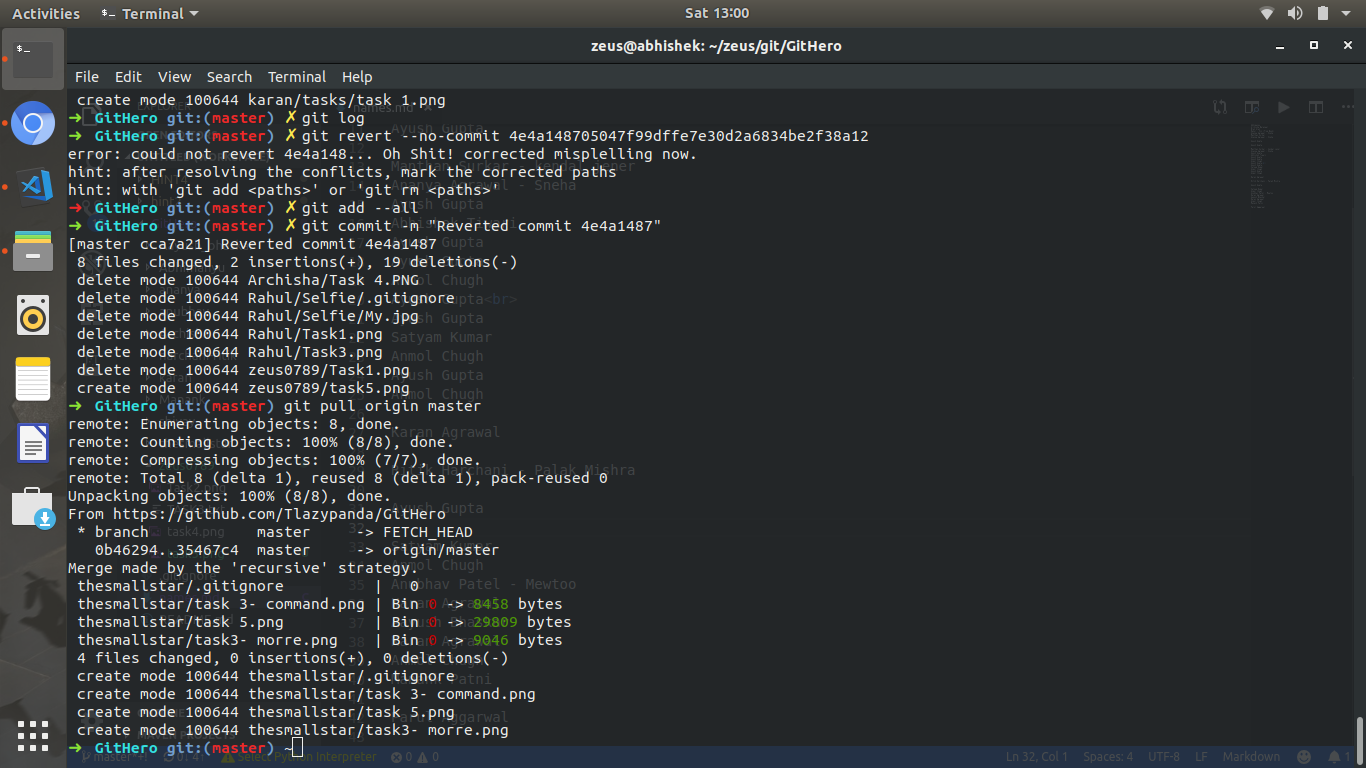 Activities
Terminal
Sat 13:00
zeus@abhishek: ~/zeus/git/GitHero
File Edit View Search Terminal Help
create mode 100644 karan/tasks/task 1.png
➜ GitHero git:(master) ✗ git log
➜ GitHero git:(master) ✗ git revert --no-commit 4e4a148705047f99dffe7e30d2a6834be2f38a12
error: could not revert 4e4a148... Oh Shit! corrected misplelling now.
hint: after resolving the conflicts, mark the corrected paths
hint: with 'git add <paths>' or 'git rm <paths>'
➜ GitHero git:(master) ✗ git add --all
➜ GitHero git:(master) ✗ git commit -m "Reverted commit 4e4a1487"
[master cca7a21] Reverted commit 4e4a1487
8 files changed, 2 insertions(+), 19 deletions(-)
delete mode 100644 Archisha/Task 4.PNG
delete mode 100644 Rahul/Selfie/.gitignore
delete mode 100644 Rahul/Selfie/My.jpg
delete mode 100644 Rahul/Task1.png
delete mode 100644 Rahul/Task3.png
delete mode 100644 zeus0789/Task1.png
create mode 100644 zeus0789/task5.png
➜ GitHero git:(master) git pull origin master
remote: Enumerating objects: 8, done.
remote: Counting objects: 100% (8/8), done.
remote: Compressing objects: 100% (7/7), done.
remote: Total 8 (delta 1), reused 8 (delta 1), pack-reused 0
Unpacking objects: 100% (8/8), done.
From https://github.com/Tlazypanda/GitHero
* branch master -> FETCH_HEAD
0b46294..35467c4 master -> origin/master
Merge made by the 'recursive' strategy.
thesmallstar/.gitignore | 0
thesmallstar/task 3- command.png | Bin 0 -> 8458 bytes
thesmallstar/task 5.png | Bin 0 -> 29809 bytes
thesmallstar/task3- morre.png | Bin 0 -> 9046 bytes
4 files changed, 0 insertions(+), 0 deletions(-)
create mode 100644 thesmallstar/.gitignore
create mode 100644 thesmallstar/task 3- command.png
create mode 100644 thesmallstar/task 5.png
create mode 100644 thesmallstar/task3- morre.png
➜ GitHero git:(master) ~
Select Python Interpreter
Ln 32, Col 1 Spaces: 4 UTF-8 LF Markdown